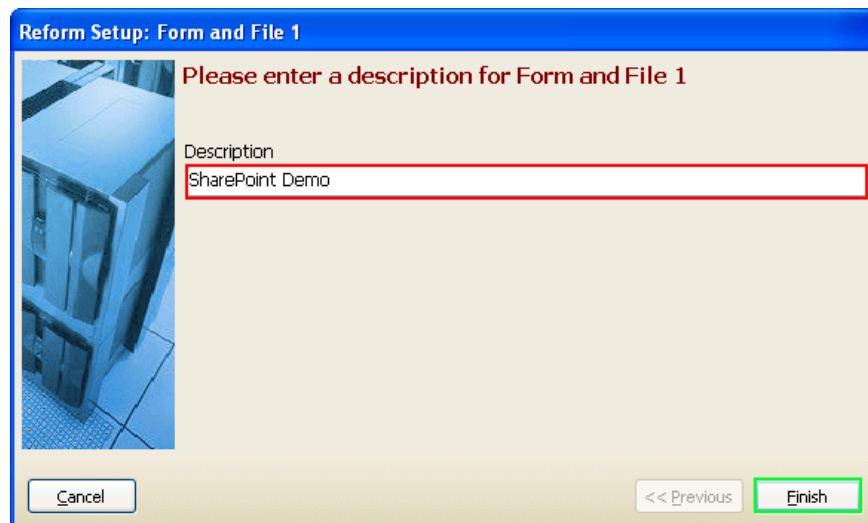 Reform Setup: Form and File 1
Please enter a description for Form and File 1
Description
SharePoint Demo
Cancel
<< Previous
Finish